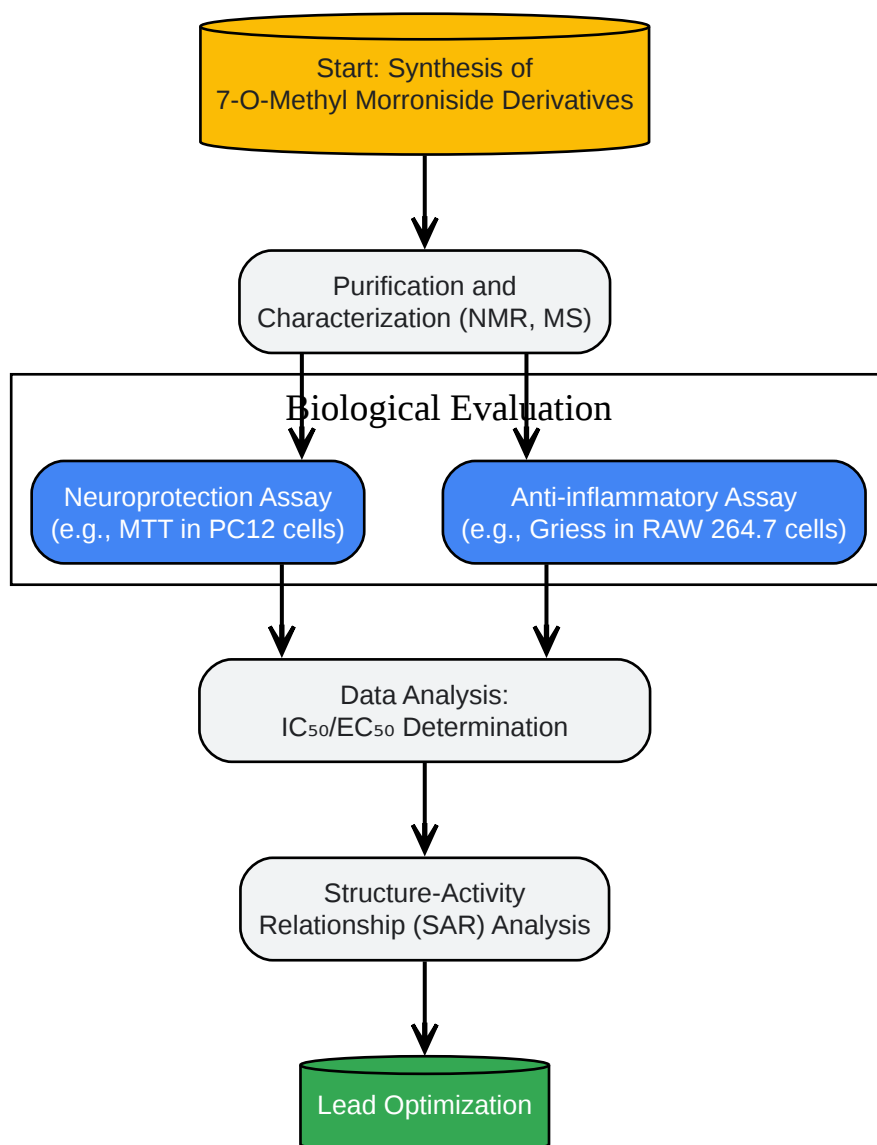 Start: Synthesis of
7-O-Methyl Morroniside Derivatives
Purification and
Characterization (NMR, MS)
Biological Evaluation
Neuroprotection Assay
(e.g., MTT in PC12 cells)
Anti-inflammatory Assay
(e.g., Griess in RAW 264.7 cells)
Data Analysis:
IC₅₀/EC₅₀ Determination
Structure-Activity
Relationship (SAR) Analysis
Lead Optimization